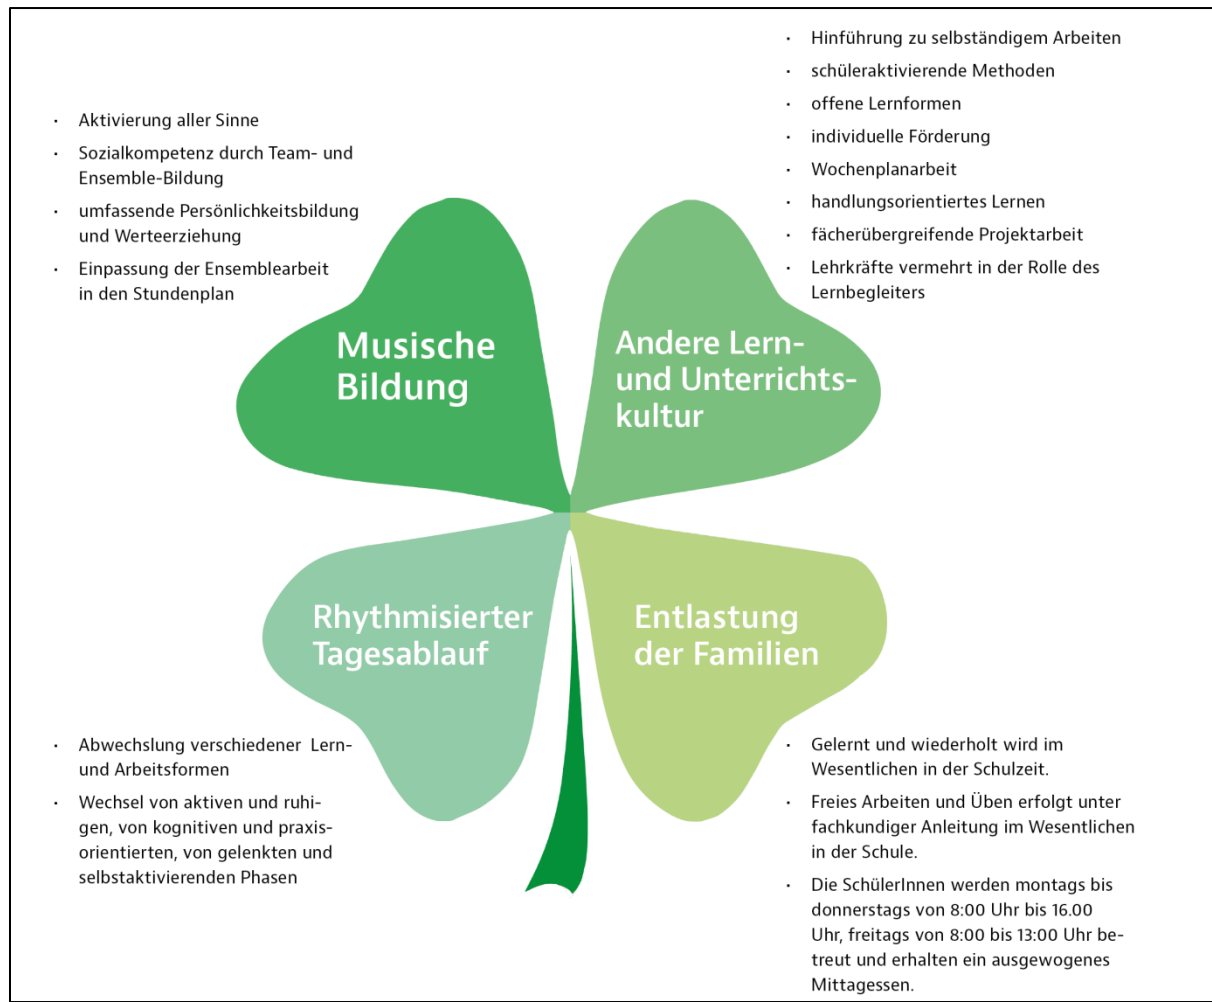 · Aktivierung aller Sinne
· Sozialkompetenz durch Team- und
Ensemble-Bildung
· umfassende Persönlichkeitsbildung
und Werteerziehung
· Einpassung der Ensemblearbeit
in den Stundenplan
Musische
Bildung
· Hinführung zu selbständigem Arbeiten
· schüleraktivierende Methoden
· offene Lernformen
· individuelle Förderung
· Wochenplanarbeit
· handlungsorientiertes Lernen
· fächerübergreifende Projektarbeit
· Lehrkräfte vermehrt in der Rolle des
Lernbegleiters
Andere Lern-
und Unterrichts-
kultur
Rhythmisierter
Tagesablauf
· Abwechslung verschiedener Lern-
und Arbeitsformen
· Wechsel von aktiven und ruhi-
gen, von kognitiven und praxis-
orientierten, von gelenkten und
selbstaktivierenden Phasen
Entlastung
der Familien
· Gelernt und wiederholt wird im
Wesentlichen in der Schulzeit.
· Freies Arbeiten und Üben erfolgt unter
fachkundiger Anleitung im Wesentlichen
in der Schule.
· Die SchülerInnen werden montags bis
donnerstags von 8:00 Uhr bis 16.00
Uhr, freitags von 8:00 bis 13:00 Uhr be-
treut und erhalten ein ausgewogenes
Mittagessen.